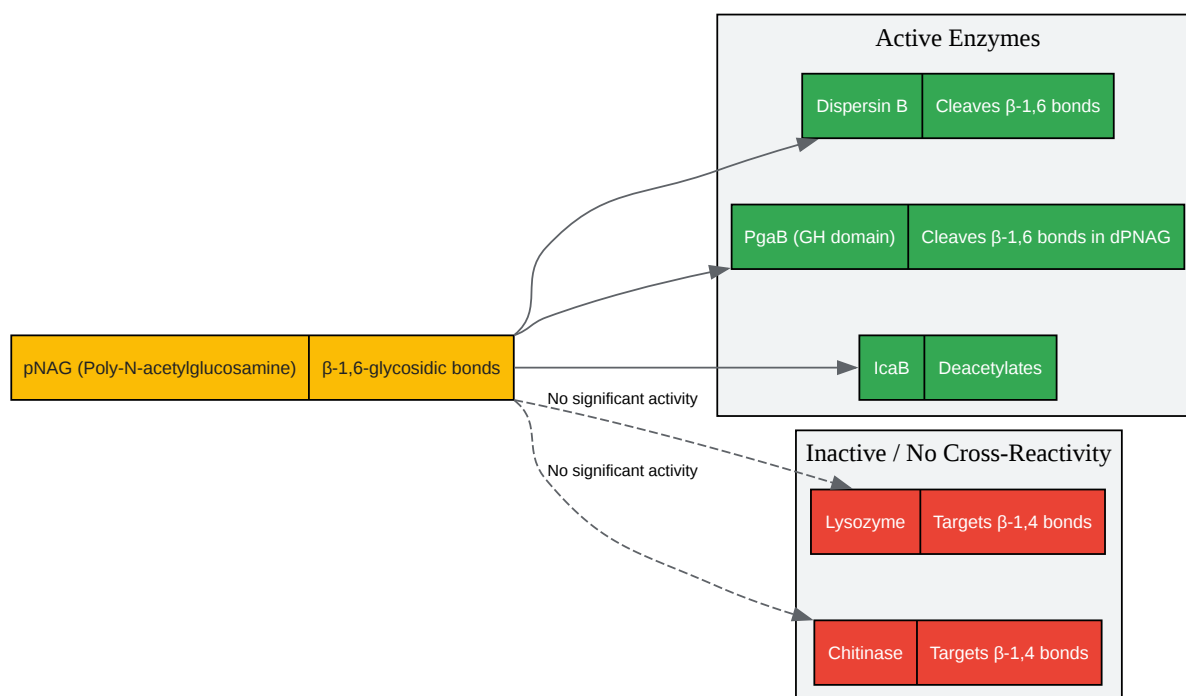 Active Enzymes
Dispersin B
Cleaves β-1,6 bonds
PgaB (GH domain)
Cleaves β-1,6 bonds in dPNAG
pNAG (Poly-N-acetylglucosamine)
β-1,6-glycosidic bonds
IcaB
Deacetylates
No significant activity
Inactive / No Cross-Reactivity
No significant activity
Lysozyme
Targets β-1,4 bonds
Chitinase
Targets β-1,4 bonds